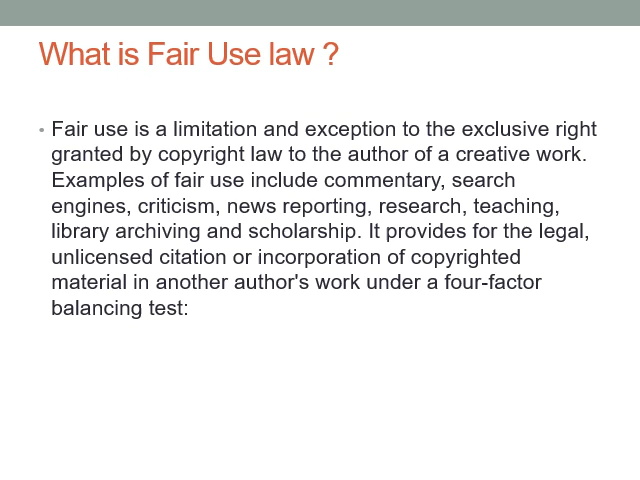 What is Fair Use law ?
• Fair use is a limitation and exception to the exclusive right
granted by copyright law to the author of a creative work.
Examples of fair use include commentary, search
engines, criticism, news reporting, research, teaching,
library archiving and scholarship. It provides for the legal,
unlicensed citation or incorporation of copyrighted
material in another author's work under a four-factor
balancing test: